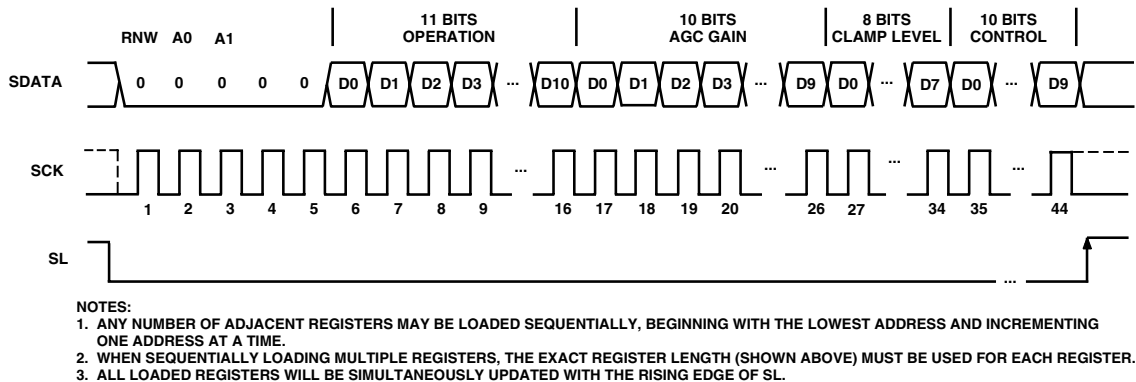 11 BITS OPERATION
10 BITS AGC GAIN
8 BITS CLAMP LEVEL
10 BITS CONTROL
RNW A0 A1
SDATA 0 0 0 0 0 D0 D1 D2 D3 ... D10 D0 D1 D2 D3 ... D9 D0 ... D7 D0 ... D9
SCK ... ... ... ...
1 2 3 4 5 6 7 8 9 16 17 18 19 20 26 27 34 35 44
SL ...
NOTES:
1. ANY NUMBER OF ADJACENT REGISTERS MAY BE LOADED SEQUENTIALLY, BEGINNING WITH THE LOWEST ADDRESS AND INCREMENTING
ONE ADDRESS AT A TIME.
2. WHEN SEQUENTIALLY LOADING MULTIPLE REGISTERS, THE EXACT REGISTER LENGTH (SHOWN ABOVE) MUST BE USED FOR EACH REGISTER.
3. ALL LOADED REGISTERS WILL BE SIMULTANEOUSLY UPDATED WITH THE RISING EDGE OF SL.